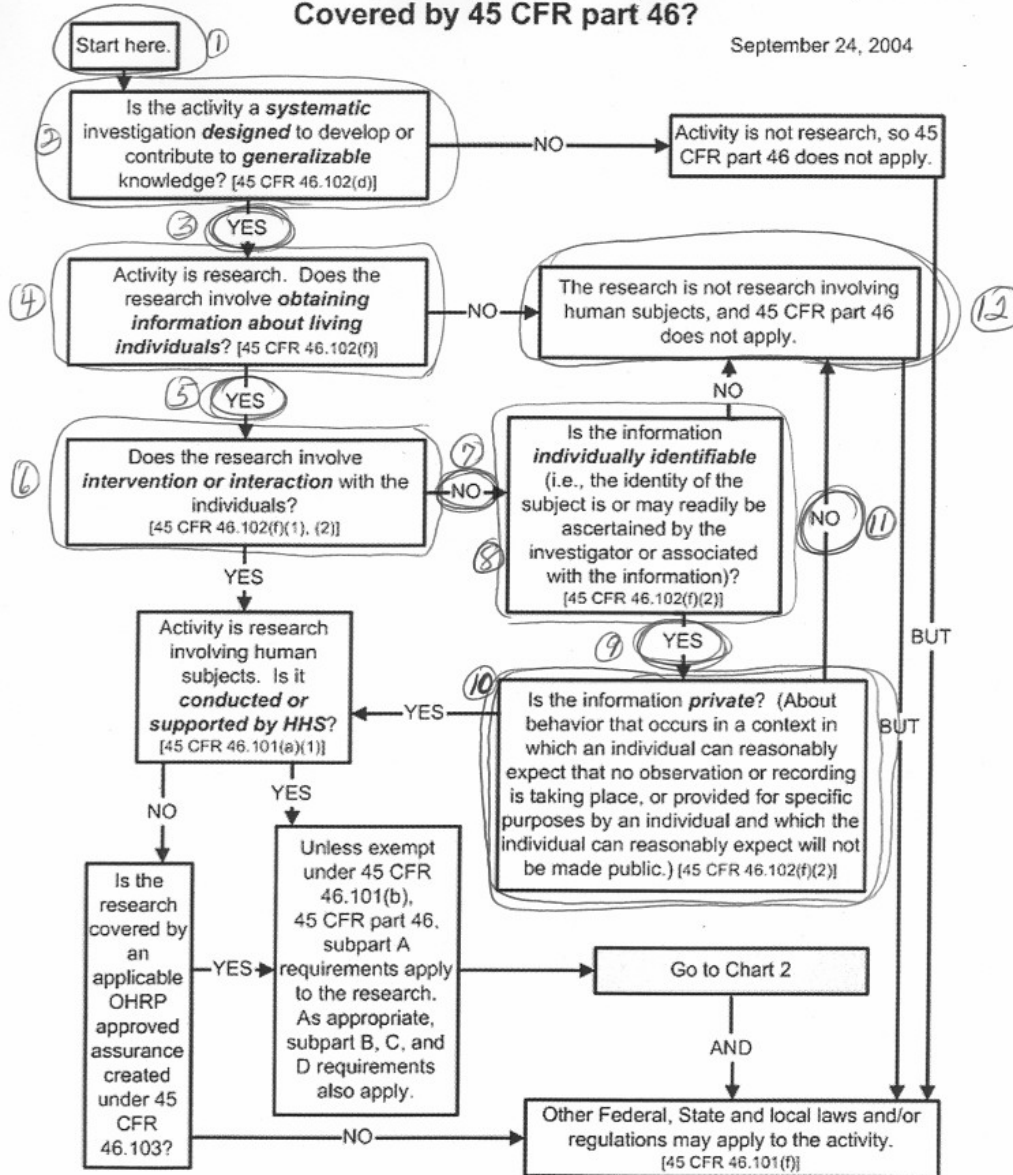 Covered by 45 CFR part 46?
September 24, 2004
Start here.
1
2
Is the activity a systematic
investigation designed to develop or
contribute to generalizable
knowledge? [45 CFR 46.102(d)]
NO
Activity is not research, so 45
CFR part 46 does not apply.
3
YES
4
Activity is research. Does the
research involve obtaining
information about living
individuals? [45 CFR 46.102(f)]
NO
The research is not research involving
human subjects, and 45 CFR part 46
does not apply.
12
5
YES
6
Does the research involve
intervention or interaction with the
individuals?
[45 CFR 46.102(f)(1), (2)]
7
NO
NO
8
Is the information
individually identifiable
(i.e., the identity of the
subject is or may readily be
ascertained by the
investigator or associated
with the information)?
[45 CFR 46.102(f)(2)]
NO
11
YES
9
YES
BUT
Activity is research
involving human
subjects. Is it
conducted or
supported by HHS?
[45 CFR 46.101(a)(1)]
YES
10
Is the information private? (About
behavior that occurs in a context in
which an individual can reasonably
expect that no observation or recording
is taking place, or provided for specific
purposes by an individual and which the
individual can reasonably expect will not
be made public.) [45 CFR 46.102(f)(2)]
BUT
NO
YES
Is the
research
covered by
an
applicable
OHRP
approved
assurance
created
under 45
CFR
46.103?
YES
Unless exempt
under 45 CFR
46.101(b),
45 CFR part 46,
subpart A
requirements apply
to the research.
As appropriate,
subpart B, C, and
D requirements
also apply.
Go to Chart 2
AND
NO
Other Federal, State and local laws and/or
regulations may apply to the activity.
[45 CFR 46.101(f)]